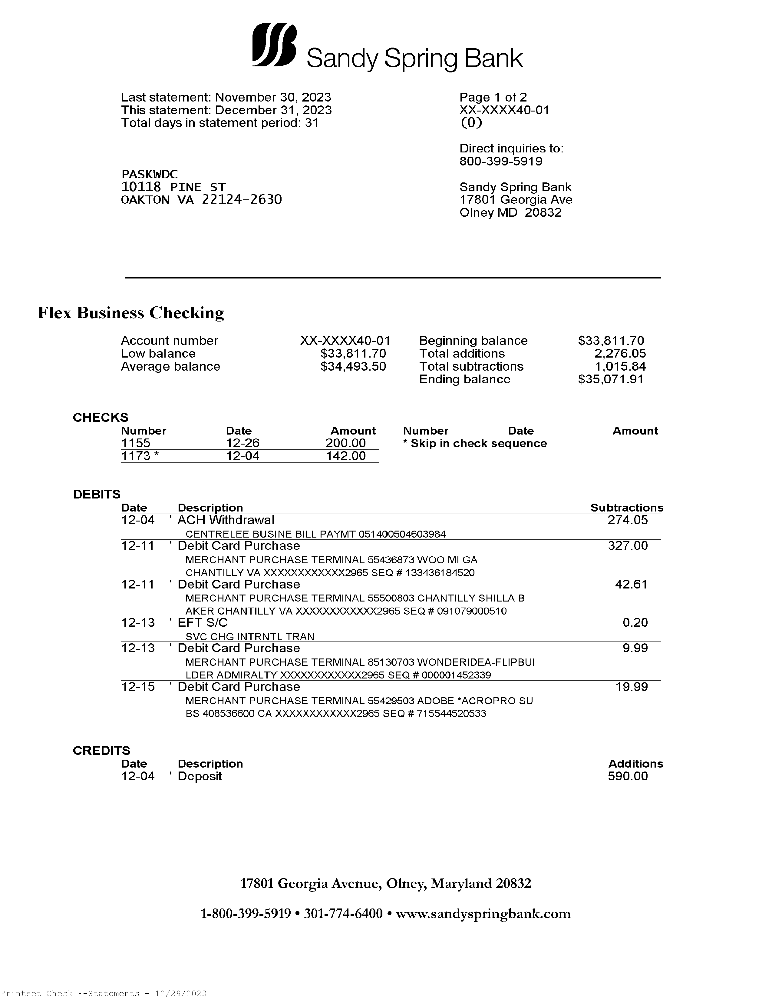 Sandy Spring Bank
Last statement: November 30, 2023
This statement: December 31, 2023
Total days in statement period: 31
Page 1 of 2
XX-XXXX40-01
(0)
Direct inquiries to:
800-399-5919
PASKWDC
10118 PINE ST
OAKTON VA 22124-2630
Sandy Spring Bank
17801 Georgia Ave
Olney MD 20832
Flex Business Checking
Account number XX-XXXX40-01 Beginning balance $33,811.70
Low balance $33,811.70 Total additions 2,276.05
Average balance $34,493.50 Total subtractions 1,015.84
Ending balance $35,071.91
CHECKS
Number Date Amount Number Date Amount
1155 12-26 200.00 * Skip in check sequence
1173 * 12-04 142.00
DEBITS
Date Description Subtractions
12-04 ' ACH Withdrawal 274.05
CENTRELEE BUSINE BILL PAYMT 051400504603984
12-11 ' Debit Card Purchase 327.00
MERCHANT PURCHASE TERMINAL 55436873 WOO MI GA
CHANTILLY VA XXXXXXXXXXXX2965 SEQ # 133436184520
12-11 ' Debit Card Purchase 42.61
MERCHANT PURCHASE TERMINAL 55500803 CHANTILLY SHILLA B
AKER CHANTILLY VA XXXXXXXXXXXX2965 SEQ # 091079000510
12-13 ' EFT S/C 0.20
SVC CHG INTRNTL TRAN
12-13 ' Debit Card Purchase 9.99
MERCHANT PURCHASE TERMINAL 85130703 WONDERIDEA-FLIPBUI
LDER ADMIRALTY XXXXXXXXXXXX2965 SEQ # 000001452339
12-15 ' Debit Card Purchase 19.99
MERCHANT PURCHASE TERMINAL 55429503 ADOBE *ACROPRO SU
BS 408536600 CA XXXXXXXXXXXX2965 SEQ # 715544520533
CREDITS
Date Description Additions
12-04 ' Deposit 590.00
17801 Georgia Avenue, Olney, Maryland 20832
1-800-399-5919 • 301-774-6400 • www.sandyspringbank.com
Printset Check E-Statements - 12/29/2023